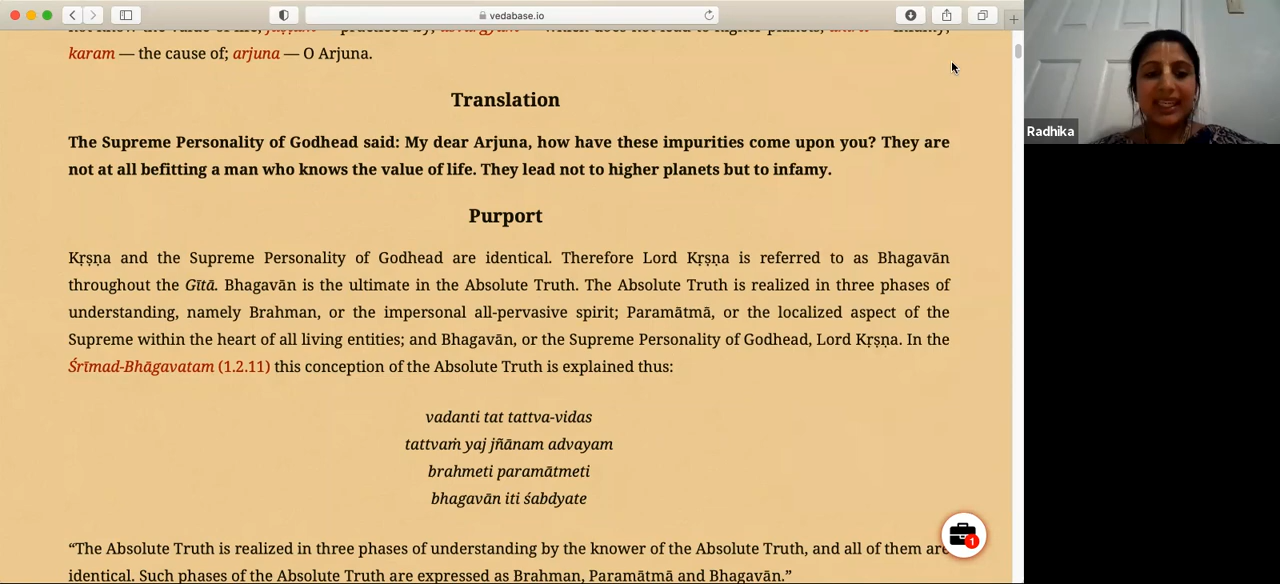 vedabase.io
karam — the cause of; arjuna — O Arjuna.
Translation
The Supreme Personality of Godhead said: My dear Arjuna, how have these impurities come upon you? They are
not at all befitting a man who knows the value of life. They lead not to higher planets but to infamy.
Purport
Kṛṣṇa and the Supreme Personality of Godhead are identical. Therefore Lord Kṛṣṇa is referred to as Bhagavān
throughout the Gītā. Bhagavān is the ultimate in the Absolute Truth. The Absolute Truth is realized in three phases of
understanding, namely Brahman, or the impersonal all-pervasive spirit; Paramātmā, or the localized aspect of the
Supreme within the heart of all living entities; and Bhagavān, or the Supreme Personality of Godhead, Lord Kṛṣṇa. In the
Śrīmad-Bhāgavatam (1.2.11) this conception of the Absolute Truth is explained thus:
vadanti tat tattva-vidas
tattvaṁ yaj jñānam advayam
brahmeti paramātmeti
bhagavān iti śabdyate
“The Absolute Truth is realized in three phases of understanding by the knower of the Absolute Truth, and all of them are
identical. Such phases of the Absolute Truth are expressed as Brahman, Paramātmā and Bhagavān.”
1
Radhika